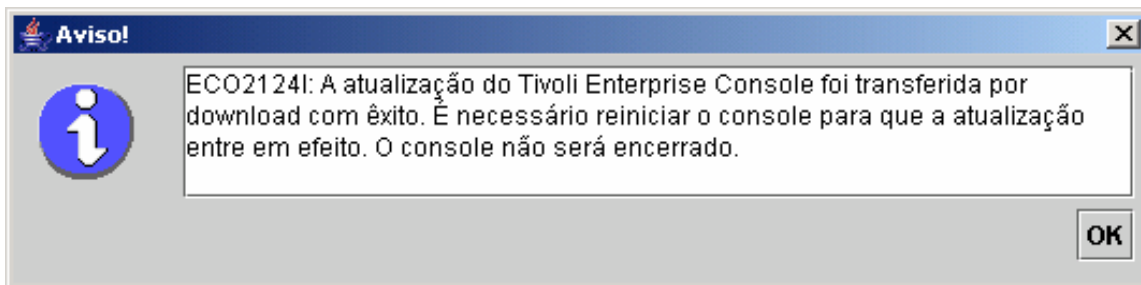 Aviso!
ECO2124I: A atualização do Tivoli Enterprise Console foi transferida por
download com êxito. É necessário reiniciar o console para que a atualização
entre em efeito. O console não será encerrado.
OK